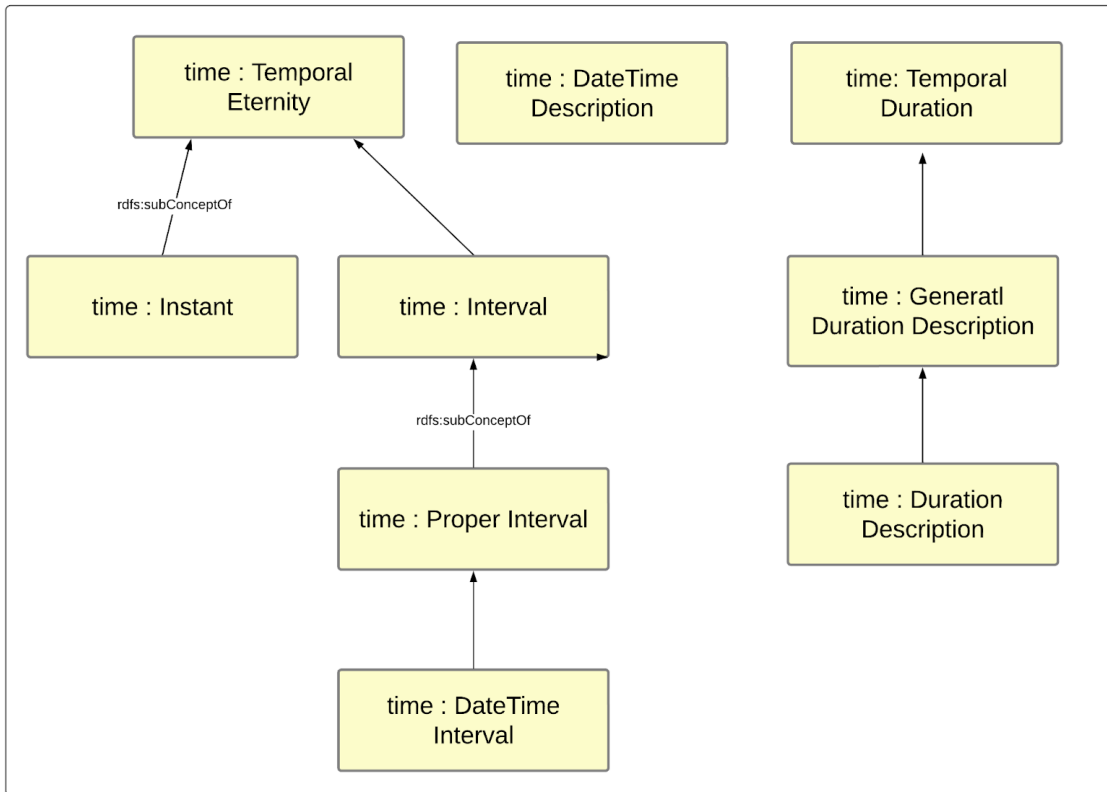 time : Temporal
Eternity
time : DateTime
Description
time: Temporal
Duration
rdfs:subConceptOf
time : Instant
time : Interval
time : Generatl
Duration Description
rdfs:subConceptOf
time : Proper Interval
time : Duration
Description
time : DateTime
Interval